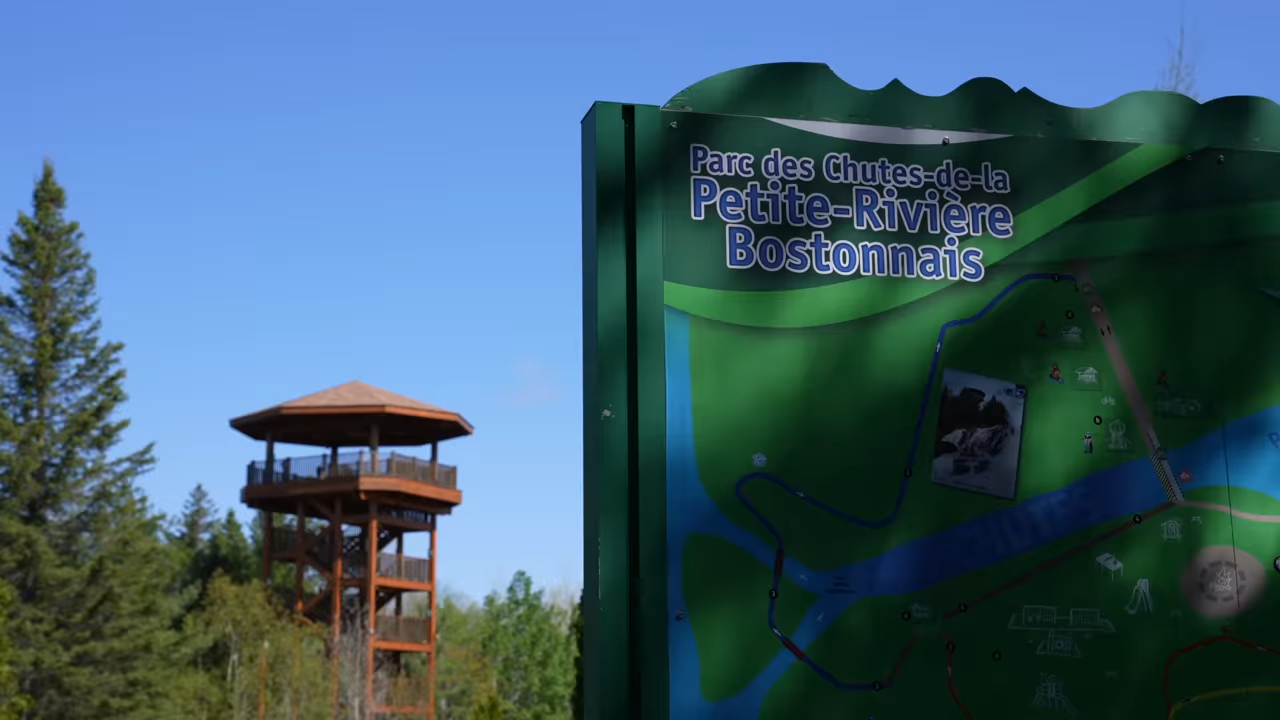 Parc des Chutes-de-la
Petite-Rivière
Bostonnais